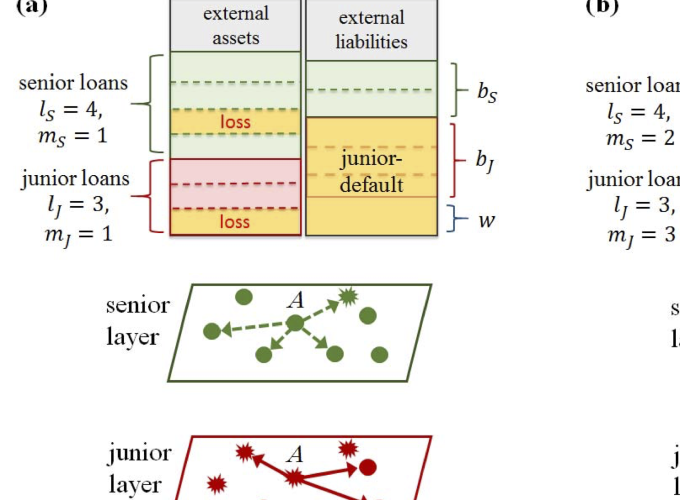 (a)
external
assets
external
liabilities
senior loans
l_S = 4,
m_S = 1
loss
b_S
junior-
default
b_J
junior loans
l_J = 3,
m_J = 1
loss
w
senior
layer
A
junior
layer
A
(b)
senior loan
l_S = 4,
m_S = 2
junior loan
l_J = 3,
m_J = 3